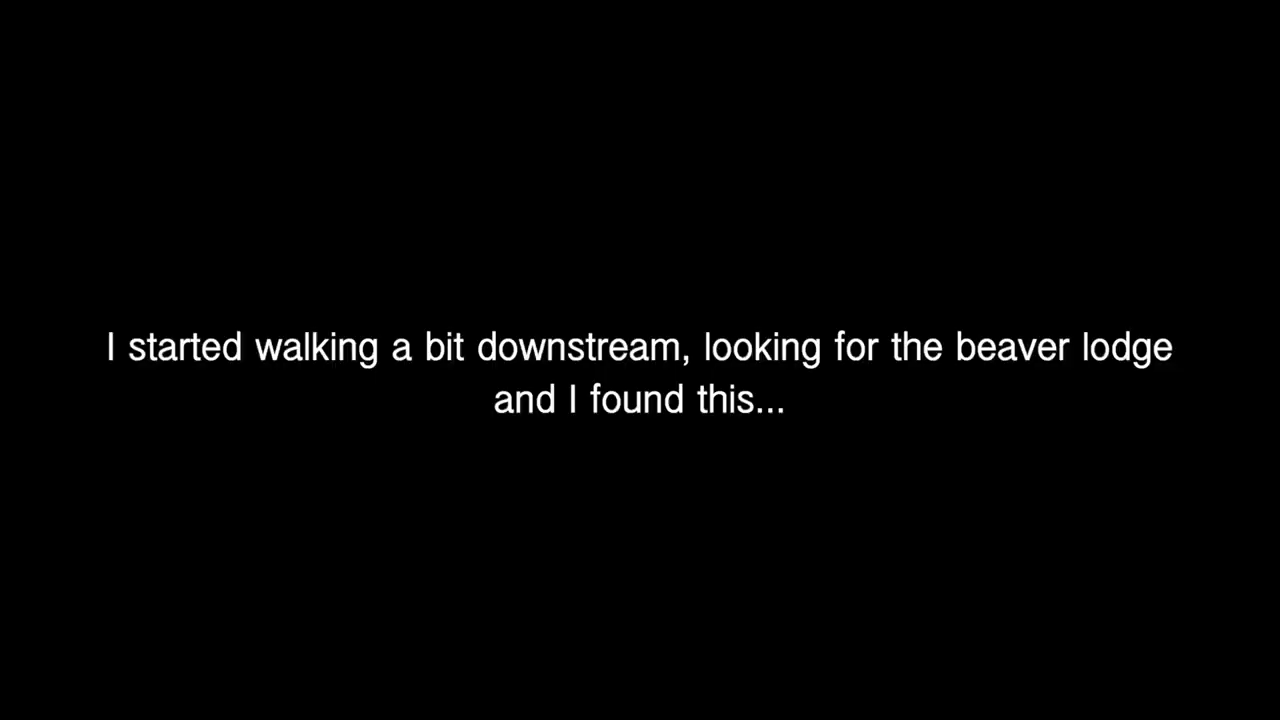 I started walking a bit downstream, looking for the beaver lodge
and I found this...